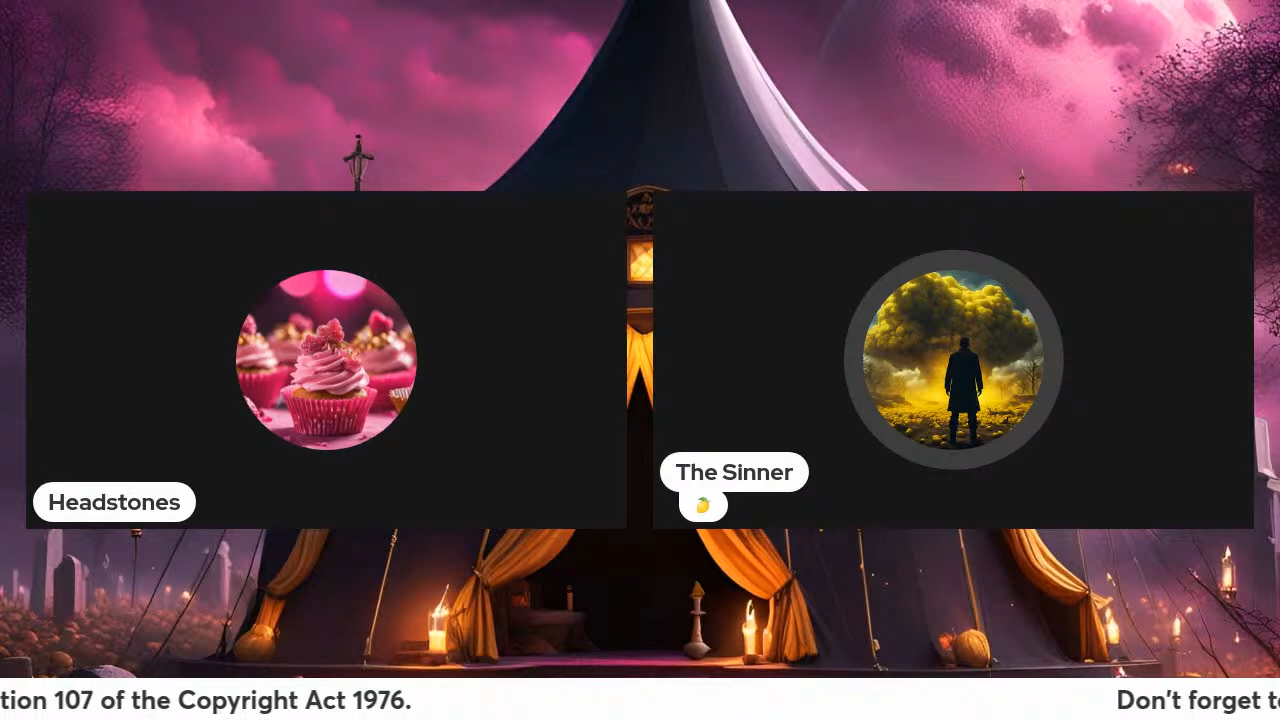 Headstones
The Sinner
🍋
tion 107 of the Copyright Act 1976.
Don't forget